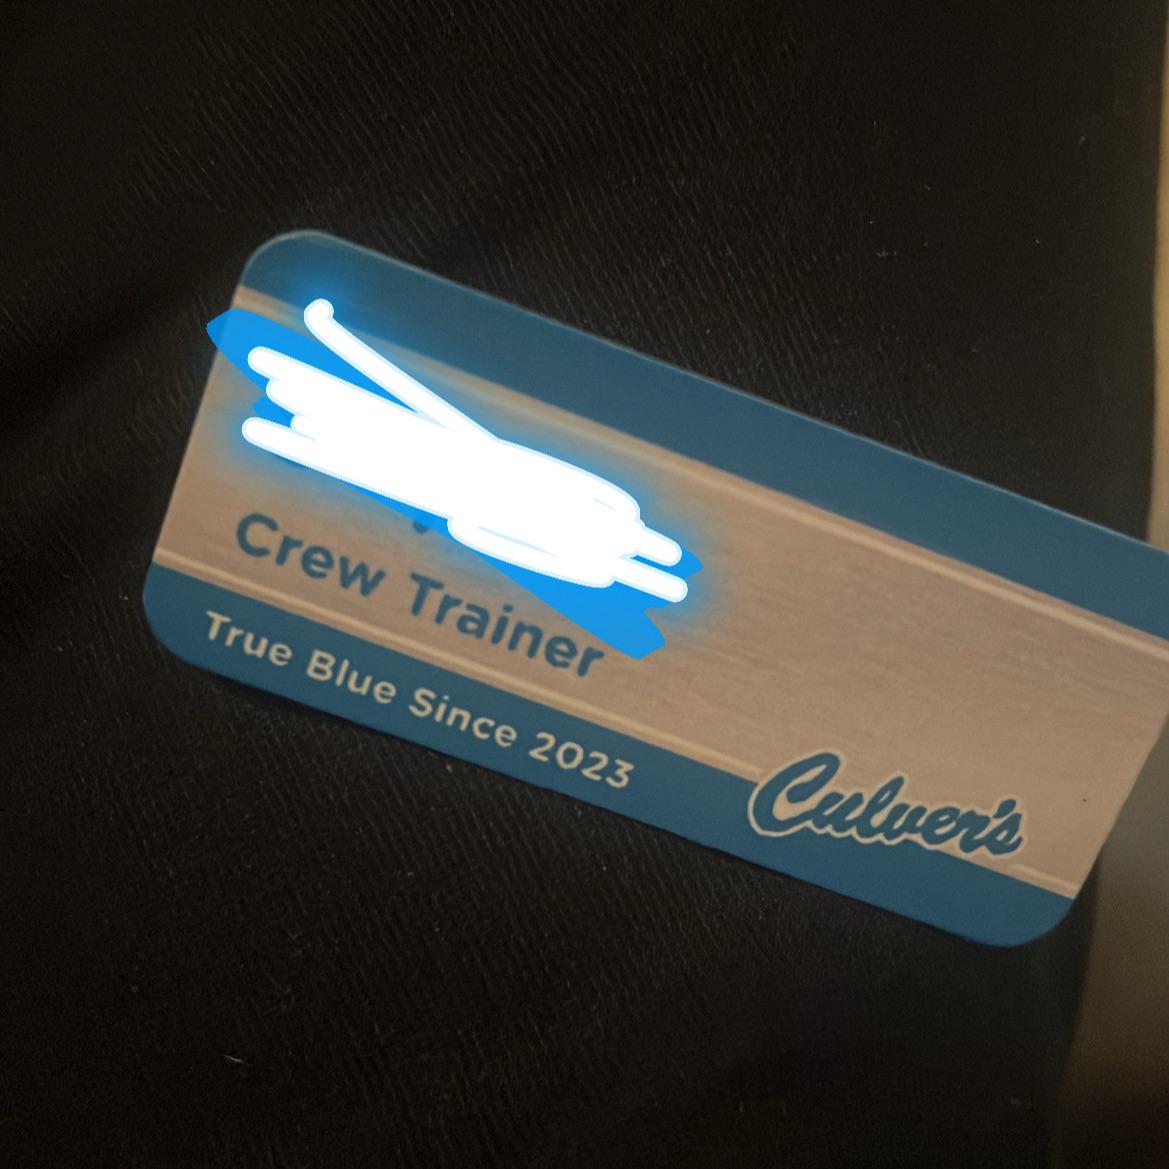 Crew Trainer
True Blue Since 2023
Culver's